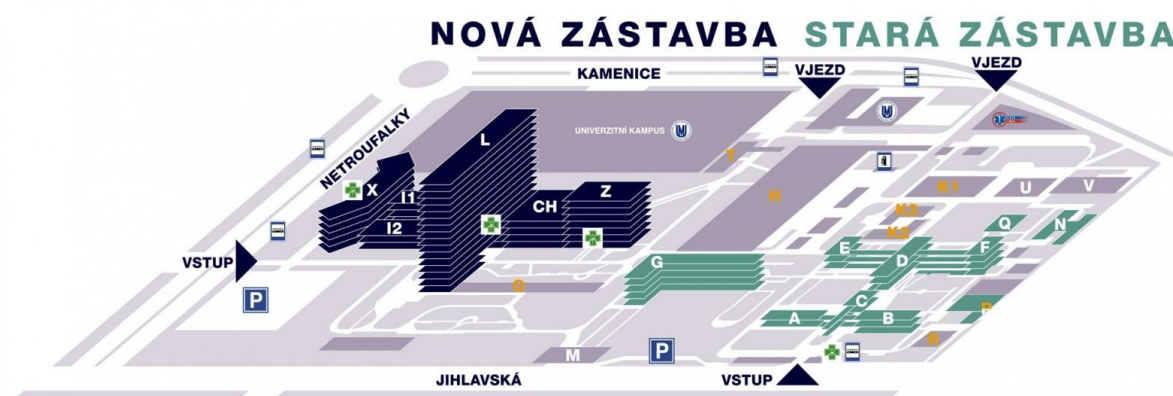 NOVÁ ZÁSTAVBA STARÁ ZÁSTAVBA
VJEZD
VJEZD
KAMENICE
NETROUFALKY
UNIVERZITNÍ KAMPUS
L
T
X
I1
I2
CH
Z
H
K1
U
V
K3
K2
Q
N
E
D
F
G
VSTUP
O
P
C
A
B
M
P
JIHLAVSKÁ
VSTUP